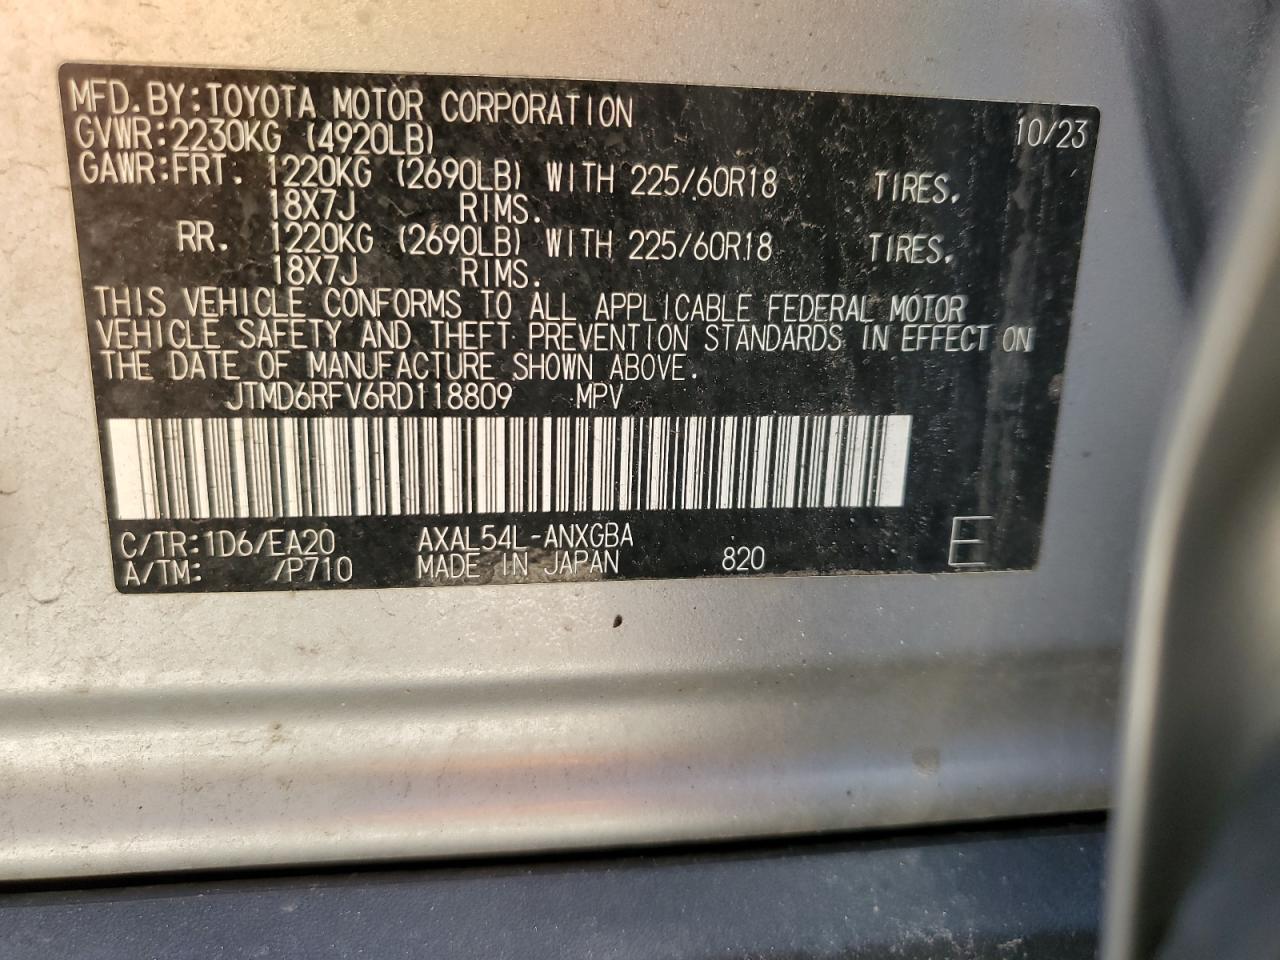 MFD.BY:TOYOTA MOTOR CORPORATION 10/23
GVWR:2230KG (4920LB)
GAWR:FRT. 1220KG (2690LB) WITH 225/60R18 TIRES.
18X7J RIMS.
RR. 1220KG (2690LB) WITH 225/60R18 TIRES.
18X7J RIMS.
THIS VEHICLE CONFORMS TO ALL APPLICABLE FEDERAL MOTOR
VEHICLE SAFETY AND THEFT PREVENTION STANDARDS IN EFFECT ON
THE DATE OF MANUFACTURE SHOWN ABOVE.
JTMD6RFV6RD118809 MPV
C/TR:1D6/EA20 AXAL54L-ANXGBA
A/TM: /P710 MADE IN JAPAN 820 E